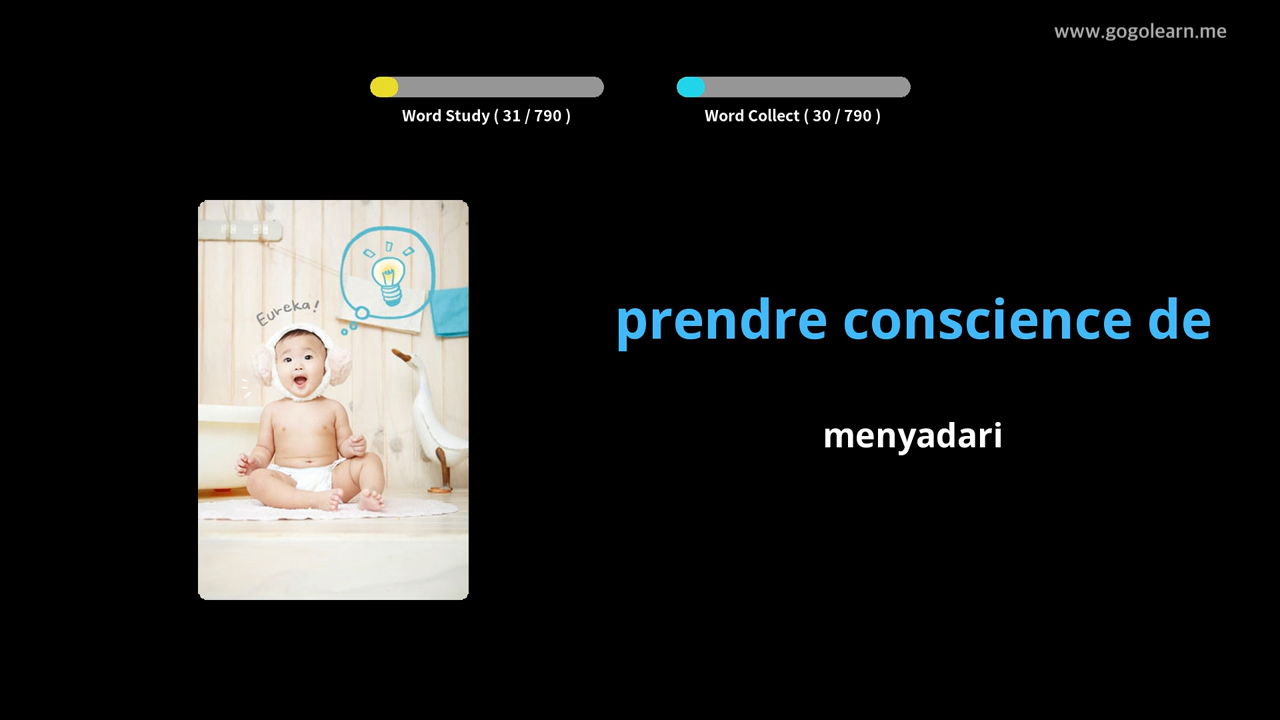 www.gogolearn.me
Word Study ( 31 / 790 )
Word Collect ( 30 / 790 )
Eureka!
prendre conscience de
menyadari